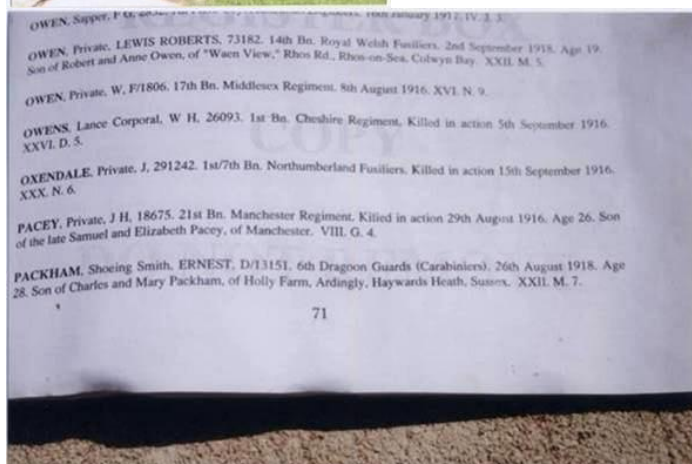 OWEN, Sapper, F G,
OWEN, Private, LEWIS ROBERTS, 73182. 14th Bn. Royal Welsh Fusiliers. 2nd September 1918. Age 19.
Son of Robert and Anne Owen, of "Waen View," Rhos Rd., Rhos-on-Sea, Colwyn Bay. XXII. M. 5.
OWEN, Private, W, F/1806. 17th Bn. Middlesex Regiment. 8th August 1916. XVI. N. 9.
OWENS, Lance Corporal, W H, 26093. 1st Bn. Cheshire Regiment. Killed in action 5th September 1916.
XXVI. D. 5.
OXENDALE, Private, J, 291242. 1st/7th Bn. Northumberland Fusiliers. Killed in action 15th September 1916.
XXX. N. 6.
PACEY, Private, J H, 18675. 21st Bn. Manchester Regiment. Killed in action 29th August 1916. Age 26. Son
of the late Samuel and Elizabeth Pacey, of Manchester. VIII. G. 4.
PACKHAM, Shoeing Smith, ERNEST, D/13151. 6th Dragoon Guards (Carabiniers). 26th August 1918. Age
28. Son of Charles and Mary Packham, of Holly Farm, Ardingly, Haywards Heath, Sussex. XXII. M. 7.
71
BOX
COPY